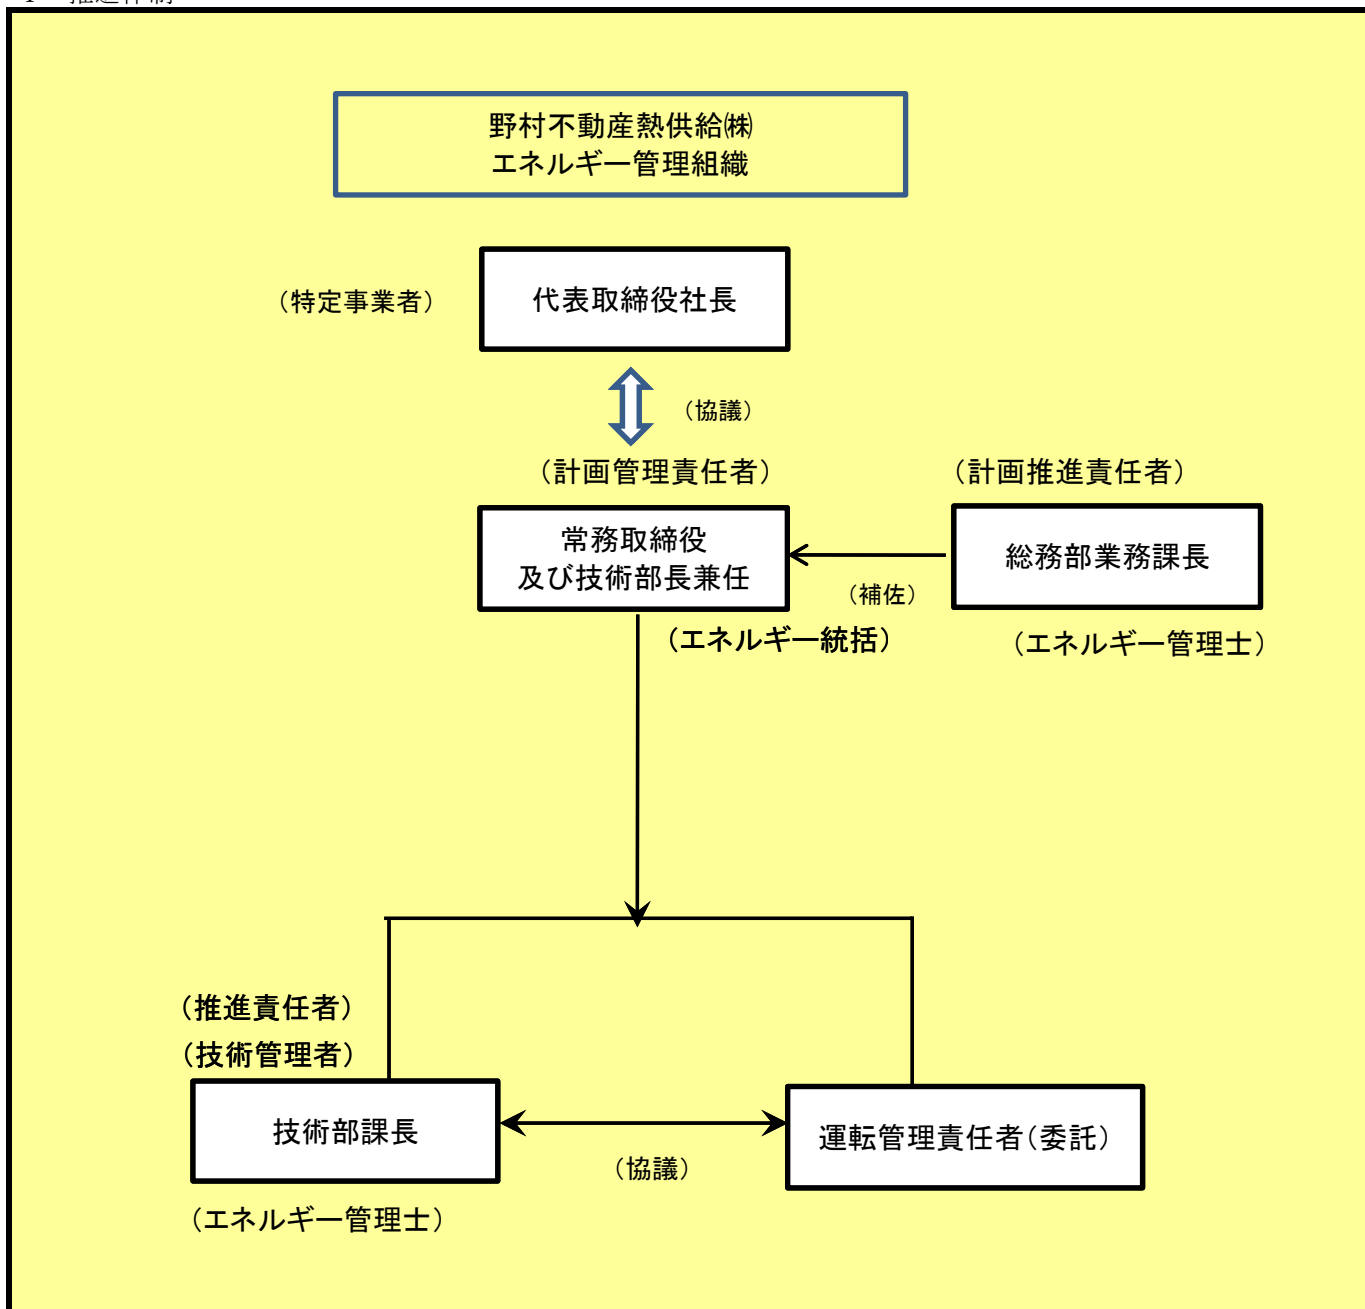 野村不動産熱供給㈱
エネルギー管理組織
（特定事業者）
代表取締役社長
（協議）
（計画管理責任者）
（計画推進責任者）
常務取締役
及び技術部長兼任
総務部業務課長
（補佐）
（エネルギー統括）
（エネルギー管理士）
（推進責任者）
（技術管理者）
技術部課長
運転管理責任者（委託）
（協議）
（エネルギー管理士）